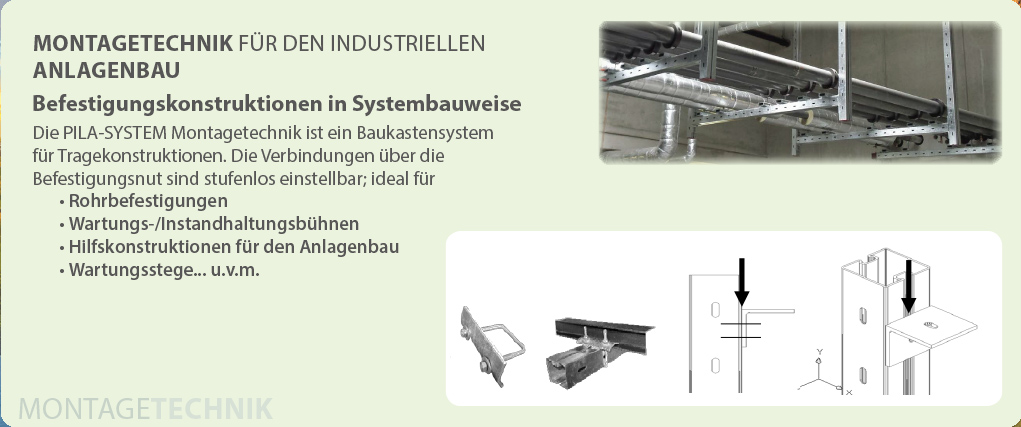 MONTAGETECHNIK FÜR DEN INDUSTRIELLEN
ANLAGENBAU
Befestigungskonstruktionen in Systembauweise
Die PILA-SYSTEM Montagetechnik ist ein Baukastensystem
für Tragekonstruktionen. Die Verbindungen über die
Befestigungsnut sind stufenlos einstellbar; ideal für
• Rohrbefestigungen
• Wartungs-/Instandhaltungsbühnen
• Hilfskonstruktionen für den Anlagenbau
• Wartungsstege... u.v.m.
Y
X
MONTAGETECHNIK